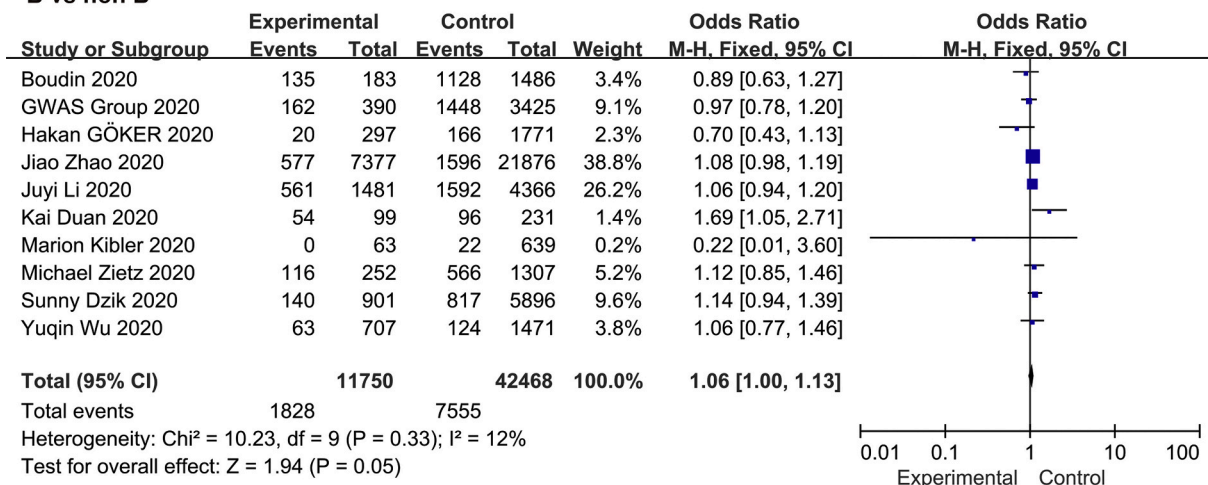 B vs non B
Experimental Control Odds Ratio Odds Ratio
Study or Subgroup Events Total Events Total Weight M-H, Fixed, 95% CI M-H, Fixed, 95% CI
Boudin 2020 135 183 1128 1486 3.4% 0.89 [0.63, 1.27]
GWAS Group 2020 162 390 1448 3425 9.1% 0.97 [0.78, 1.20]
Hakan GÖKER 2020 20 297 166 1771 2.3% 0.70 [0.43, 1.13]
Jiao Zhao 2020 577 7377 1596 21876 38.8% 1.08 [0.98, 1.19]
Juyi Li 2020 561 1481 1592 4366 26.2% 1.06 [0.94, 1.20]
Kai Duan 2020 54 99 96 231 1.4% 1.69 [1.05, 2.71]
Marion Kibler 2020 0 63 22 639 0.2% 0.22 [0.01, 3.60]
Michael Zietz 2020 116 252 566 1307 5.2% 1.12 [0.85, 1.46]
Sunny Dzik 2020 140 901 817 5896 9.6% 1.14 [0.94, 1.39]
Yuqin Wu 2020 63 707 124 1471 3.8% 1.06 [0.77, 1.46]
Total (95% CI) 11750 42468 100.0% 1.06 [1.00, 1.13]
Total events 1828 7555
Heterogeneity: Chi² = 10.23, df = 9 (P = 0.33); I² = 12%
Test for overall effect: Z = 1.94 (P = 0.05)
0.01 0.1 1 10 100
Experimental Control